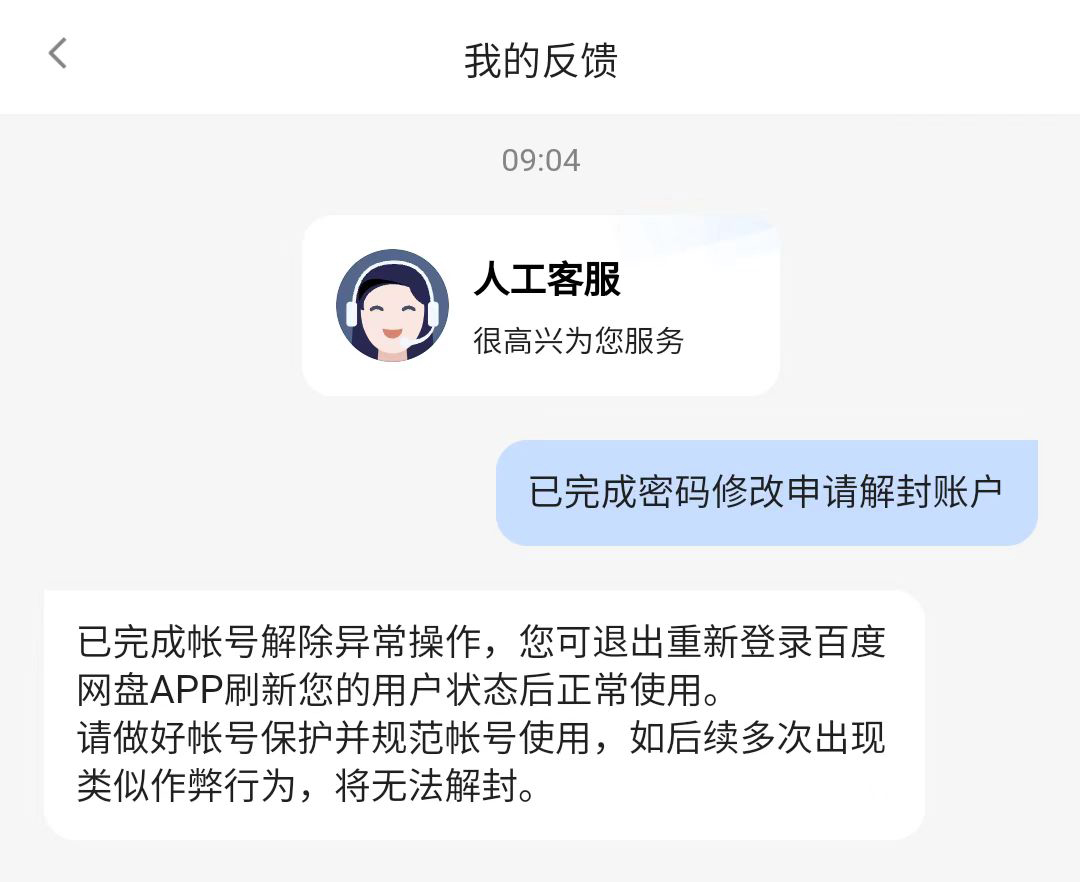 我的反馈
09:04
人工客服
很高兴为您服务
已完成密码修改申请解封账户
已完成帐号解除异常操作，您可退出重新登录百度
网盘APP刷新您的用户状态后正常使用。
请做好帐号保护并规范帐号使用，如后续多次出现
类似作弊行为，将无法解封。